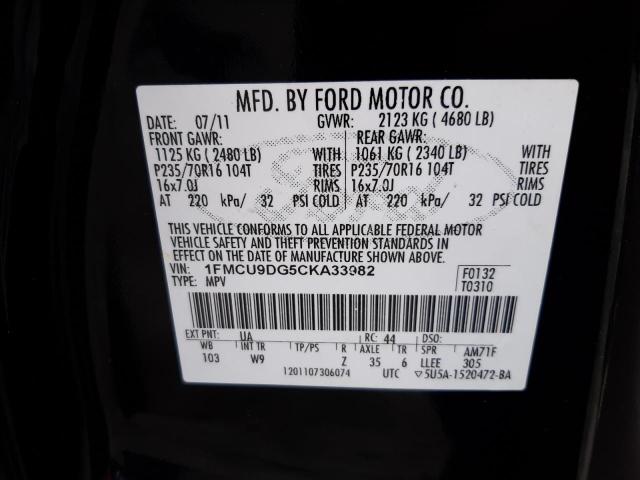 MFD. BY FORD MOTOR CO.
DATE: 07/11 GVWR: 2123 KG ( 4680 LB)
FRONT GAWR: REAR GAWR:
1125 KG ( 2480 LB) WITH 1061 KG ( 2340 LB) WITH
P235/70R16 104T TIRES P235/70R16 104T TIRES
16x7.0J RIMS 16x7.0J RIMS
AT 220 kPa/ 32 PSI COLD AT 220 kPa/ 32 PSI COLD
THIS VEHICLE CONFORMS TO ALL APPLICABLE FEDERAL MOTOR
VEHICLE SAFETY AND THEFT PREVENTION STANDARDS IN
EFFECT ON THE DATE OF MANUFACTURE SHOWN ABOVE.
VIN: 1FMCU9DG5CKA33982 F0132
TYPE: MPV T0310
EXT PNT: UA RC: 44 DSO:
WB INT TR TP/PS R AXLE TR SPR AM71F
103 W9 Z 35 6 LLEE 305
1201107306074 UTC ▽5U5A-1520472-BA